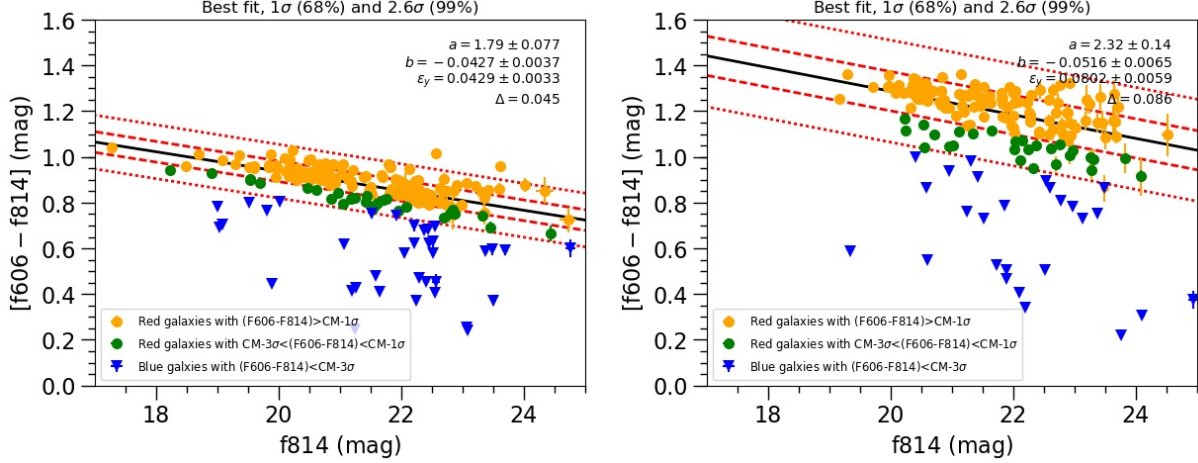 Best fit, 1σ (68%) and 2.6σ (99%)
1.6
1.4
1.2
1.0
0.8
0.6
0.4
0.2
0.0
[f606 − f814] (mag)
a = 1.79 ± 0.077
b = −0.0427 ± 0.0037
εy = 0.0429 ± 0.0033
Δ = 0.045
Red galaxies with (F606-F814)>CM-1σ
Red galaxies with CM-3σ<(F606-F814)<CM-1σ
Blue galxies with (F606-F814)<CM-3σ
18 20 22 24
f814 (mag)
Best fit, 1σ (68%) and 2.6σ (99%)
1.6
1.4
1.2
1.0
0.8
0.6
0.4
0.2
0.0
[f606 − f814] (mag)
a = 2.32 ± 0.14
b = −0.0516 ± 0.0065
εy = 0.0802 ± 0.0059
Δ = 0.086
Red galaxies with (F606-F814)>CM-1σ
Red galaxies with CM-3σ<(F606-F814)<CM-1σ
Blue galaxies with (F606-F814)<CM-3σ
18 20 22 24
f814 (mag)